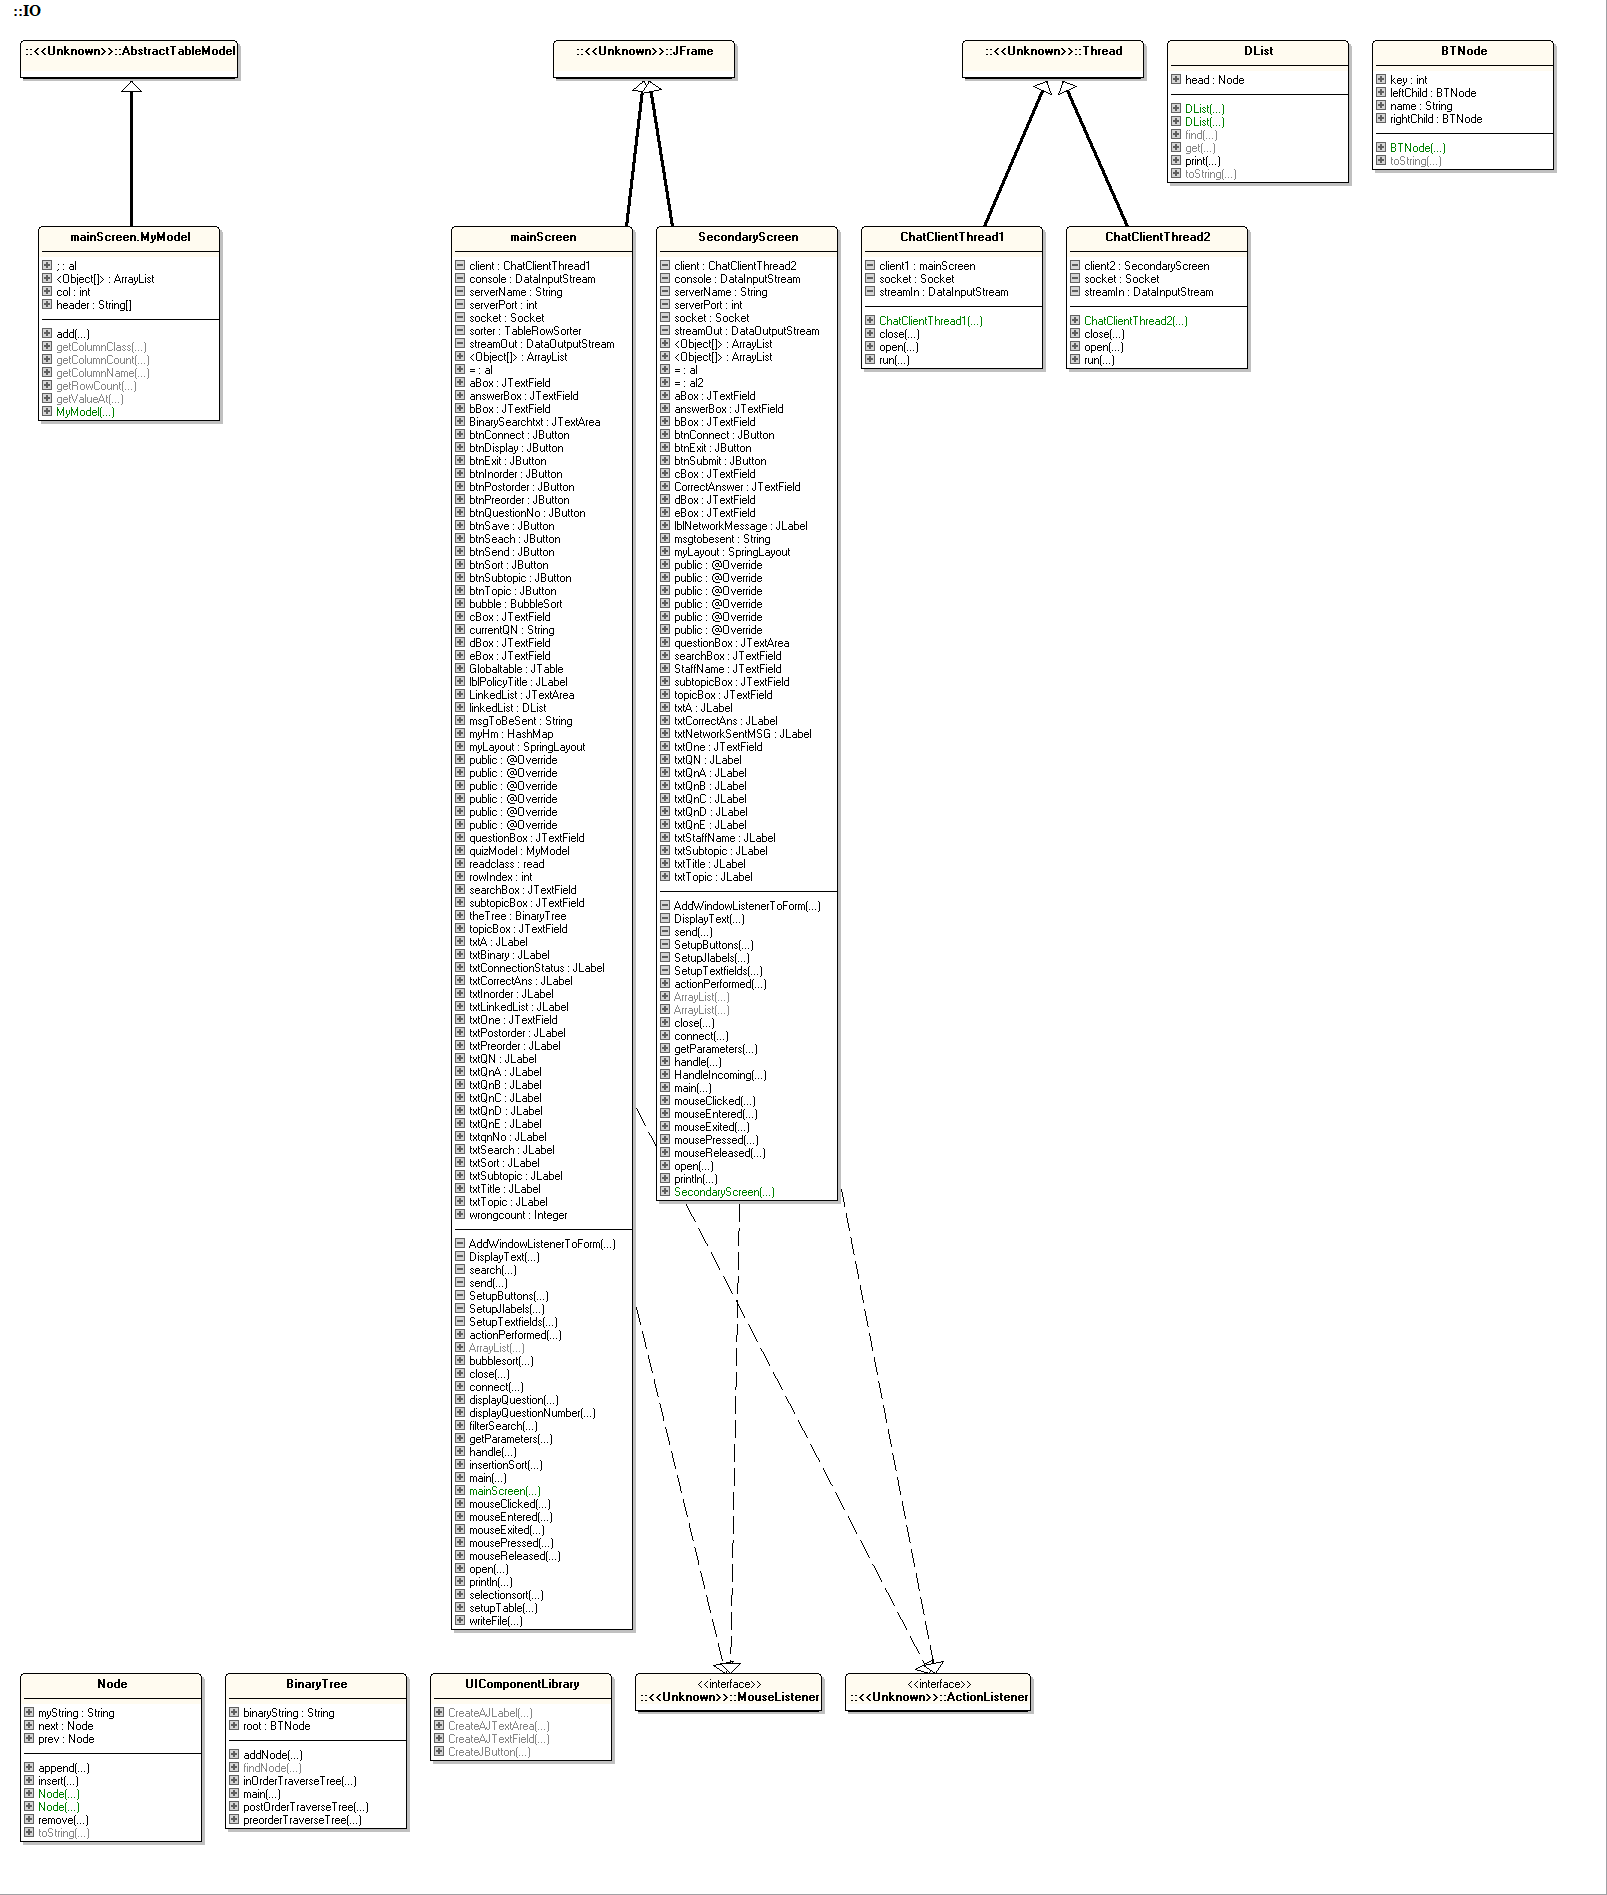 ::IO
::<<Unknown>>::AbstractTableModel
::<<Unknown>>::JFrame
::<<Unknown>>::Thread
DList
head : Node
DList(...)
DList(...)
find(...)
get(...)
print(...)
toString(...)
BTNode
key : int
leftChild : BTNode
name : String
rightChild : BTNode
BTNode(...)
toString(...)
mainScreen.MyModel
; : al
<Object[]> : ArrayList
col : int
header : String[]
add(...)
getColumnClass(...)
getColumnCount(...)
getColumnName(...)
getRowCount(...)
getValueAt(...)
MyModel(...)
mainScreen
client : ChatClientThread1
console : DataInputStream
serverName : String
serverPort : int
socket : Socket
sorter : TableRowSorter
streamOut : DataOutputStream
<Object[]> : ArrayList
= : al
aBox : JTextField
answerBox : JTextField
bBox : JTextField
BinarySearchtxt : JTextArea
btnConnect : JButton
btnDisplay : JButton
btnExit : JButton
btnInorder : JButton
btnPostorder : JButton
btnPreorder : JButton
btnQuestionNo : JButton
btnSave : JButton
btnSeach : JButton
btnSend : JButton
btnSort : JButton
btnSubtopic : JButton
btnTopic : JButton
bubble : BubbleSort
cBox : JTextField
currentQN : String
dBox : JTextField
eBox : JTextField
Globaltable : JTable
lblPolicyTitle : JLabel
LinkedList : JTextArea
linkedList : DList
msgToBeSent : String
myHm : HashMap
myLayout : SpringLayout
public : @Override
public : @Override
public : @Override
public : @Override
public : @Override
public : @Override
questionBox : JTextField
quizModel : MyModel
readclass : read
rowIndex : int
searchBox : JTextField
subtopicBox : JTextField
theTree : BinaryTree
topicBox : JTextField
txtA : JLabel
txtBinary : JLabel
txtConnectionStatus : JLabel
txtCorrectAns : JLabel
txtInorder : JLabel
txtLinkedList : JLabel
txtOne : JTextField
txtPostorder : JLabel
txtPreorder : JLabel
txtQN : JLabel
txtQnA : JLabel
txtQnB : JLabel
txtQnC : JLabel
txtQnD : JLabel
txtQnE : JLabel
txtqnNo : JLabel
txtSearch : JLabel
txtSort : JLabel
txtSubtopic : JLabel
txtTitle : JLabel
txtTopic : JLabel
wrongcount : Integer
AddWindowListenerToForm(...)
DisplayText(...)
search(...)
send(...)
SetupButtons(...)
SetupJlabels(...)
SetupTextfields(...)
actionPerformed(...)
ArrayList(...)
bubblesort(...)
close(...)
connect(...)
displayQuestion(...)
displayQuestionNumber(...)
filterSearch(...)
getParameters(...)
handle(...)
insertionSort(...)
main(...)
mainScreen(...)
mouseClicked(...)
mouseEntered(...)
mouseExited(...)
mousePressed(...)
mouseReleased(...)
open(...)
println(...)
selectionsort(...)
setupTable(...)
writeFile(...)
SecondaryScreen
client : ChatClientThread2
console : DataInputStream
serverName : String
serverPort : int
socket : Socket
streamOut : DataOutputStream
<Object[]> : ArrayList
<Object[]> : ArrayList
= : al
= : al2
aBox : JTextField
answerBox : JTextField
bBox : JTextField
btnConnect : JButton
btnExit : JButton
btnSubmit : JButton
cBox : JTextField
CorrectAnswer : JTextField
dBox : JTextField
eBox : JTextField
lblNetworkMessage : JLabel
msgtobesent : String
myLayout : SpringLayout
public : @Override
public : @Override
public : @Override
public : @Override
public : @Override
public : @Override
questionBox : JTextArea
searchBox : JTextField
StaffName : JTextField
subtopicBox : JTextField
topicBox : JTextField
txtA : JLabel
txtCorrectAns : JLabel
txtNetworkSentMSG : JLabel
txtOne : JTextField
txtQN : JLabel
txtQnA : JLabel
txtQnB : JLabel
txtQnC : JLabel
txtQnD : JLabel
txtQnE : JLabel
txtStaffName : JLabel
txtSubtopic : JLabel
txtTitle : JLabel
txtTopic : JLabel
AddWindowListenerToForm(...)
DisplayText(...)
send(...)
SetupButtons(...)
SetupJlabels(...)
SetupTextfields(...)
actionPerformed(...)
ArrayList(...)
ArrayList(...)
close(...)
connect(...)
getParameters(...)
handle(...)
HandleIncoming(...)
main(...)
mouseClicked(...)
mouseEntered(...)
mouseExited(...)
mousePressed(...)
mouseReleased(...)
open(...)
println(...)
SecondaryScreen(...)
ChatClientThread1
client1 : mainScreen
socket : Socket
streamIn : DataInputStream
ChatClientThread1(...)
close(...)
open(...)
run(...)
ChatClientThread2
client2 : SecondaryScreen
socket : Socket
streamIn : DataInputStream
ChatClientThread2(...)
close(...)
open(...)
run(...)
Node
myString : String
next : Node
prev : Node
append(...)
insert(...)
Node(...)
Node(...)
remove(...)
toString(...)
BinaryTree
binaryString : String
root : BTNode
addNode(...)
findNode(...)
inOrderTraverseTree(...)
main(...)
postOrderTraverseTree(...)
preorderTraverseTree(...)
UIComponentLibrary
CreateAJLabel(...)
CreateAJTextArea(...)
CreateAJTextField(...)
CreateJButton(...)
<<interface>>
::<<Unknown>>::MouseListener
<<interface>>
::<<Unknown>>::ActionListener